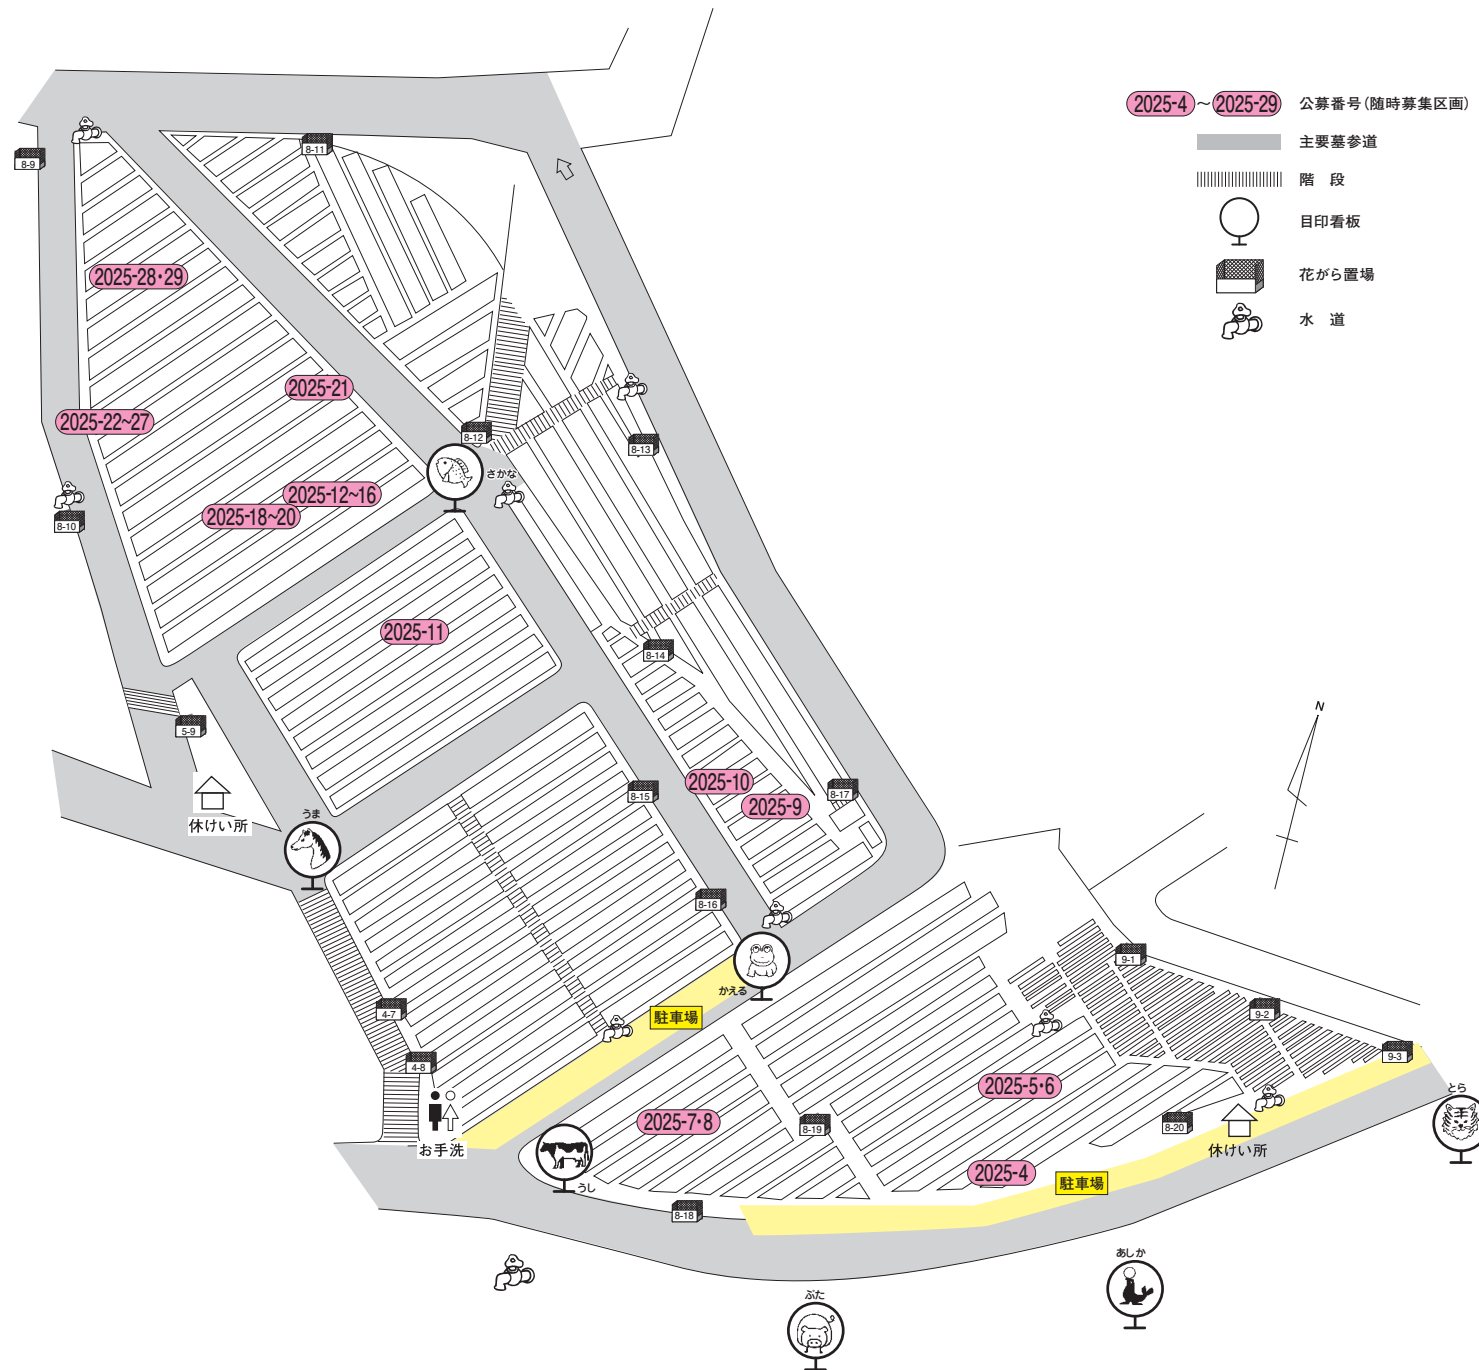 2025-4～2025-29 公募番号(随時募集区画)
主要墓参道
階 段
目印看板
花がら置場
水 道
8-9
8-11
2025-28・29
2025-21
2025-22~27
8-12
8-13
さかな
2025-12~16
2025-18~20
8-10
2025-11
8-14
5-9
N
休けい所
うま
2025-10
2025-9
8-15
8-17
8-16
かえる
駐車場
4-7
4-8
お手洗
9-1
9-2
9-3
2025-5・6
2025-7・8
8-19
8-20
休けい所
とら
うし
2025-4
駐車場
8-18
あしか
ぶた